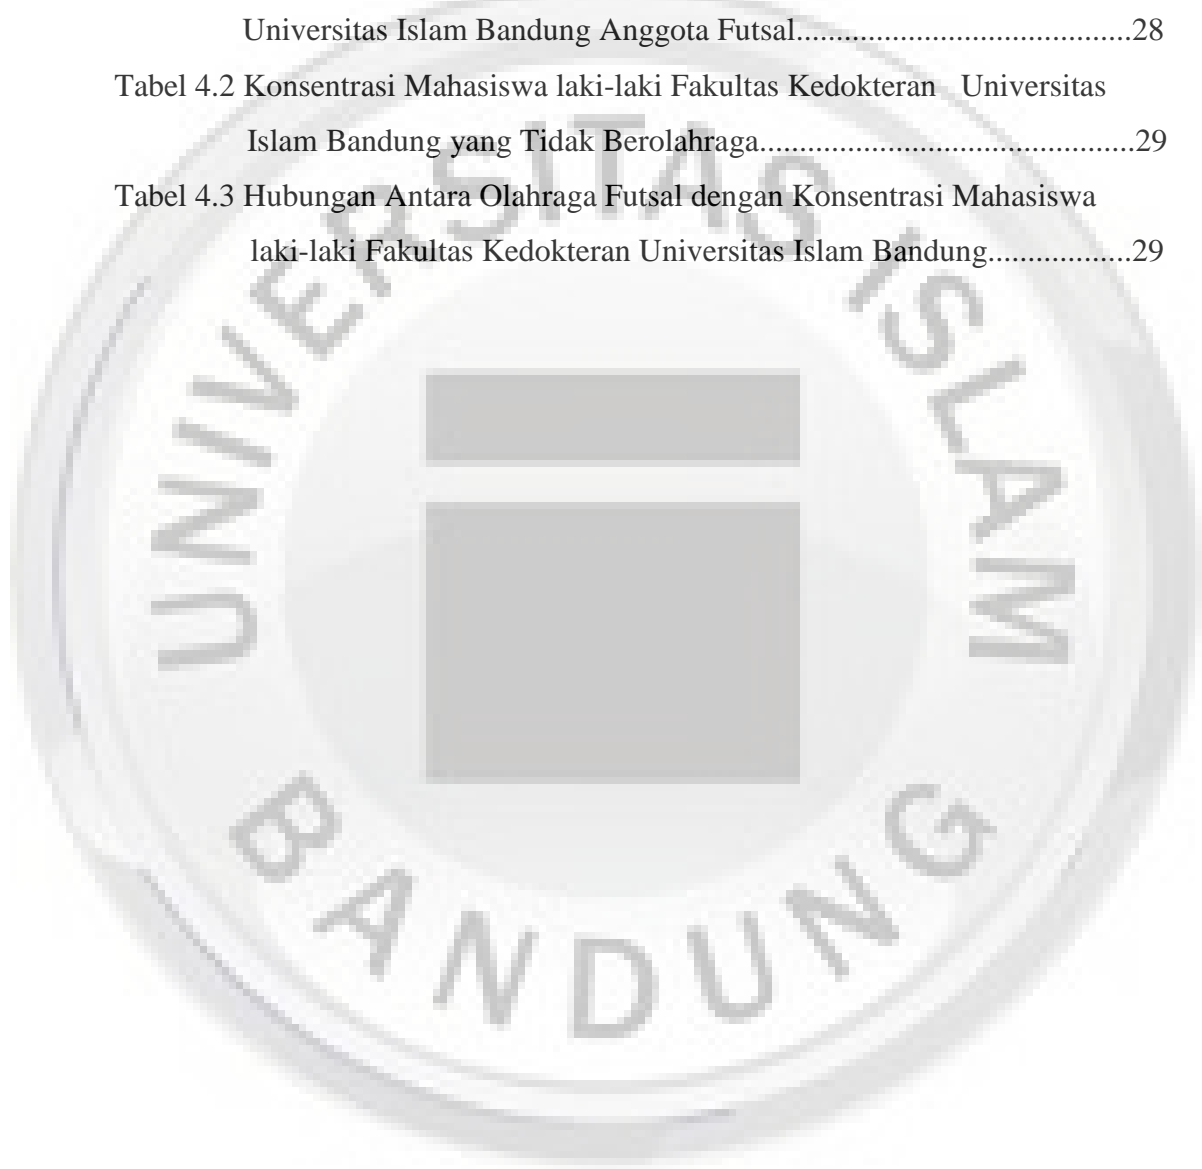 Universitas Islam Bandung Anggota Futsal........................................28
Tabel 4.2 Konsentrasi Mahasiswa laki-laki Fakultas Kedokteran Universitas
Islam Bandung yang Tidak Berolahraga.............................................29
Tabel 4.3 Hubungan Antara Olahraga Futsal dengan Konsentrasi Mahasiswa
laki-laki Fakultas Kedokteran Universitas Islam Bandung.................29
UNIVERSITAS ISLAM
BANDUNG